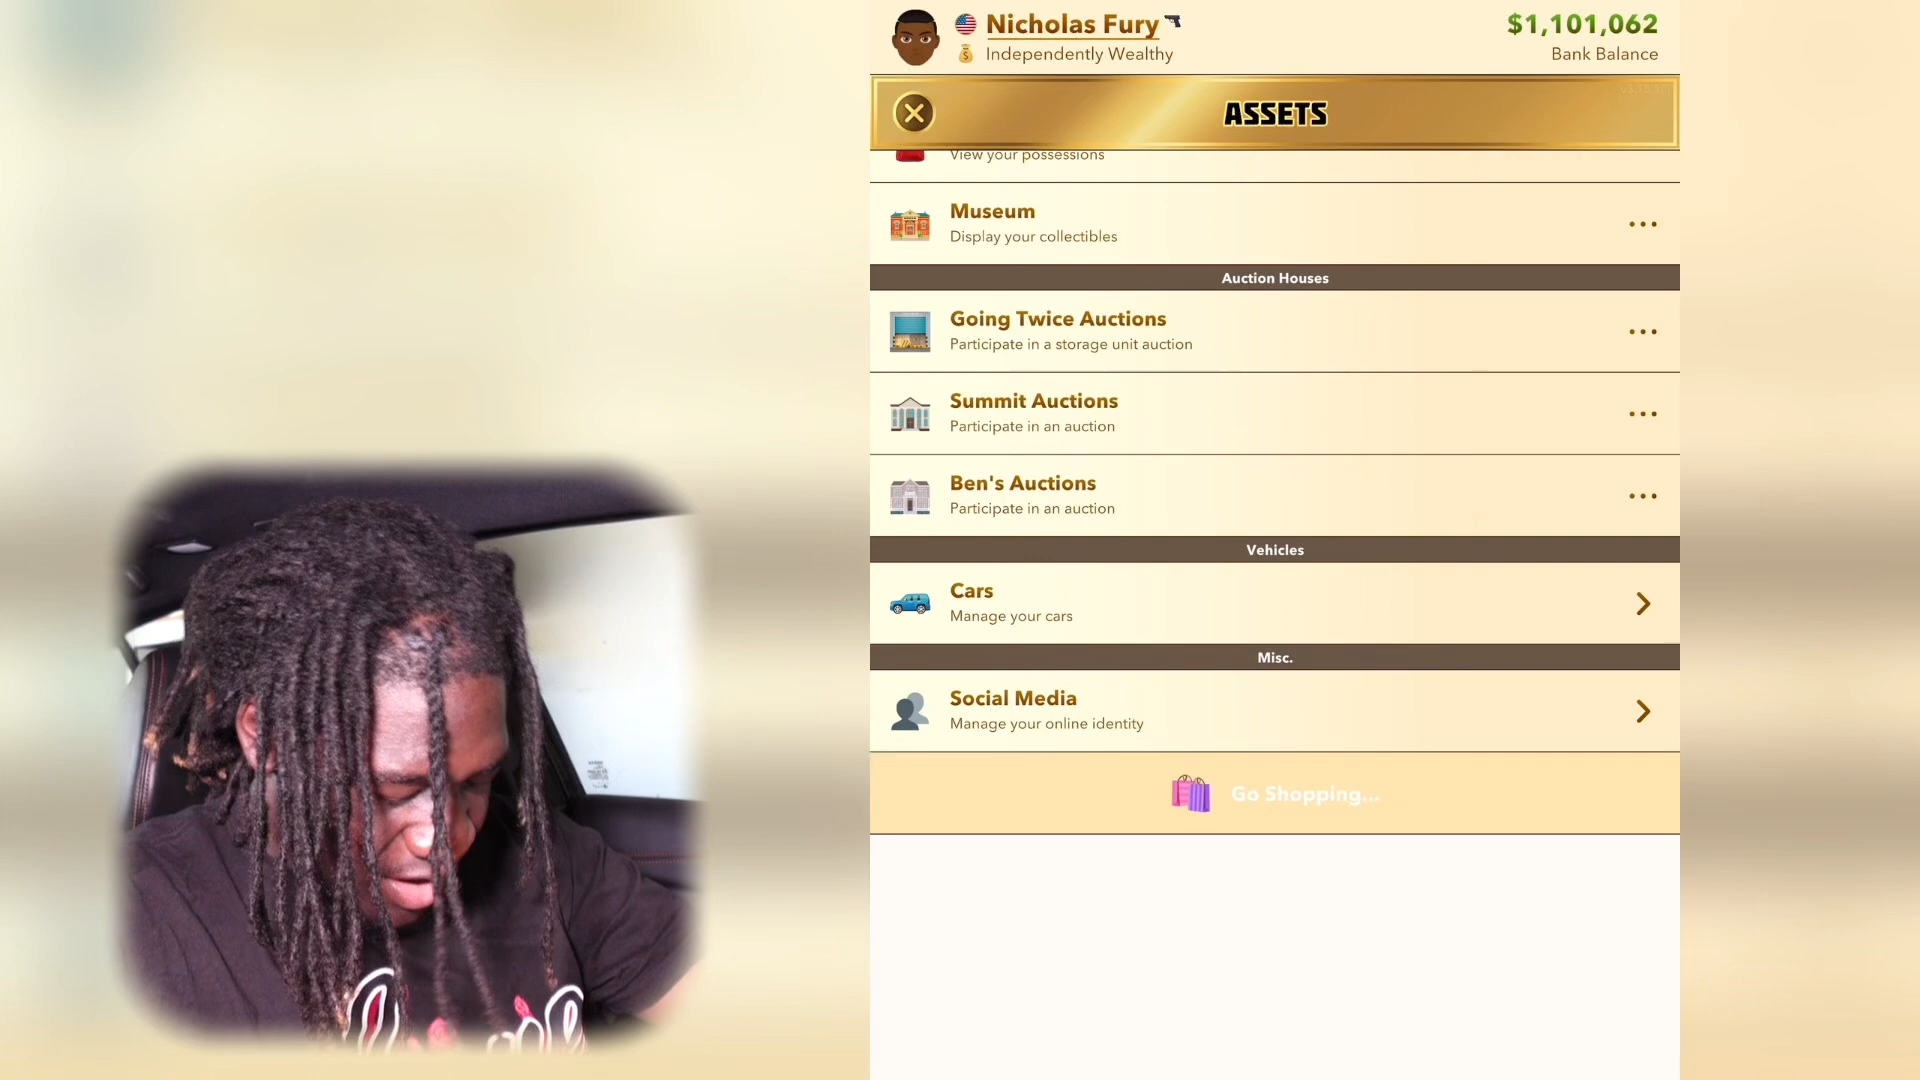 Nicholas Fury
Independently Wealthy
$1,101,062
Bank Balance
ASSETS
View your possessions
Museum
Display your collectibles
Auction Houses
Going Twice Auctions
Participate in a storage unit auction
Summit Auctions
Participate in an auction
Ben's Auctions
Participate in an auction
Vehicles
Cars
Manage your cars
Misc.
Social Media
Manage your online identity
Go Shopping...